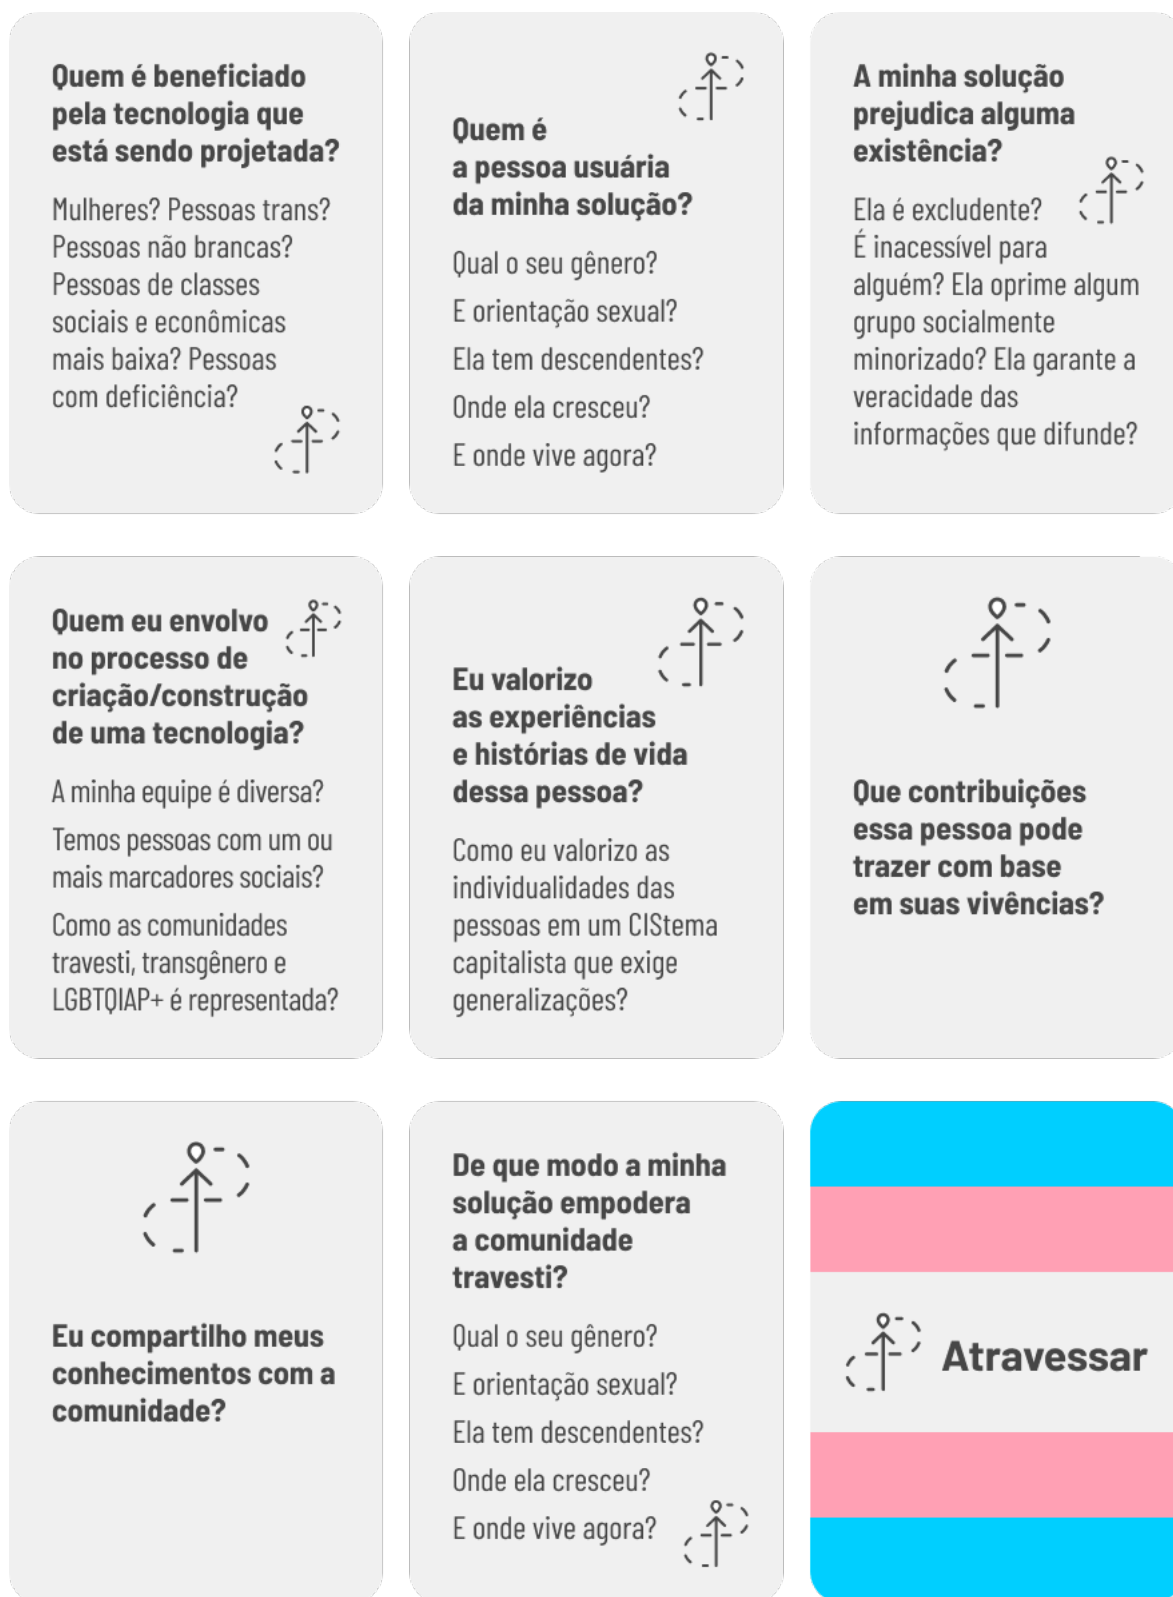 Quem é beneficiado
pela tecnologia que
está sendo projetada?
Mulheres? Pessoas trans?
Pessoas não brancas?
Pessoas de classes
sociais e econômicas
mais baixa? Pessoas
com deficiência?
Quem é
a pessoa usuária
da minha solução?
Qual o seu gênero?
E orientação sexual?
Ela tem descendentes?
Onde ela cresceu?
E onde vive agora?
A minha solução
prejudica alguma
existência?
Ela é excludente?
É inacessível para
alguém? Ela oprime algum
grupo socialmente
minorizado? Ela garante a
veracidade das
informações que difunde?
Quem eu envolvo
no processo de
criação/construção
de uma tecnologia?
A minha equipe é diversa?
Temos pessoas com um ou
mais marcadores sociais?
Como as comunidades
travesti, transgênero e
LGBTQIAP+ é representada?
Eu valorizo
as experiências
e histórias de vida
dessa pessoa?
Como eu valorizo as
individualidades das
pessoas em um CIStema
capitalista que exige
generalizações?
Que contribuições
essa pessoa pode
trazer com base
em suas vivências?
Eu compartilho meus
conhecimentos com a
comunidade?
De que modo a minha
solução empodera
a comunidade
travesti?
Qual o seu gênero?
E orientação sexual?
Ela tem descendentes?
Onde ela cresceu?
E onde vive agora?
Atravessar